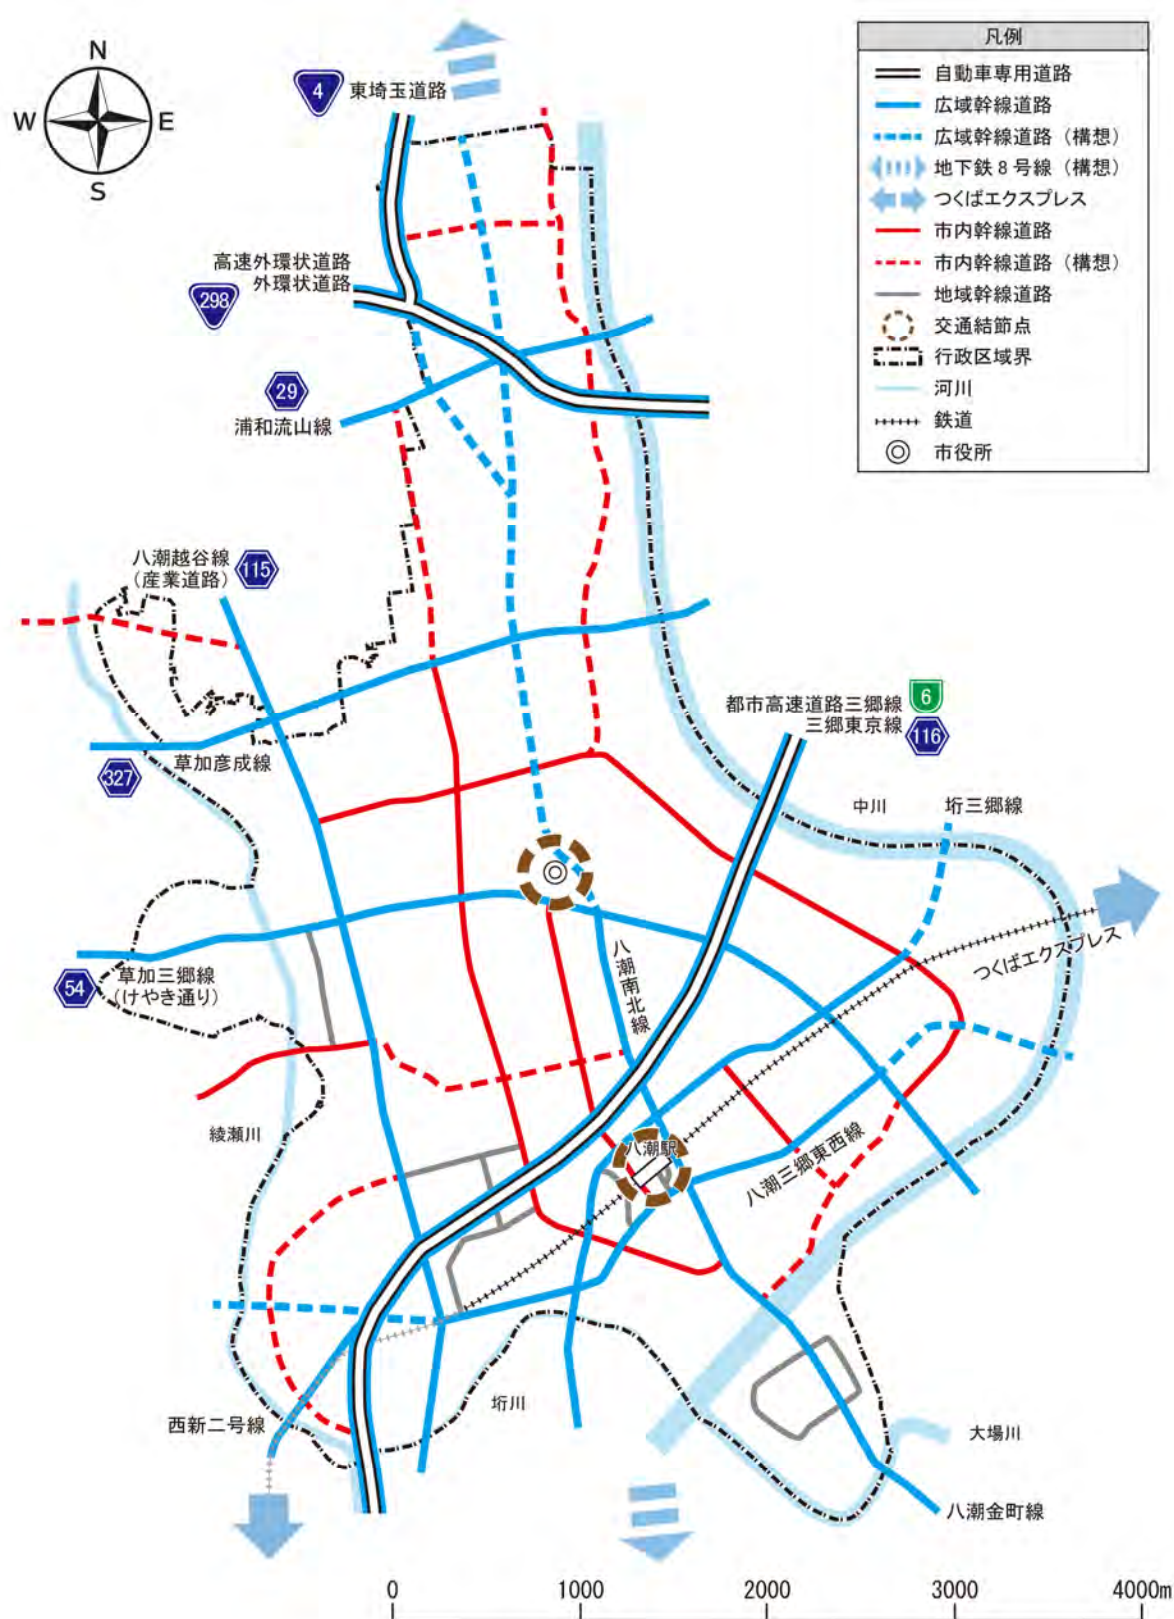 N
W
E
S
4
東埼玉道路
凡例
自動車専用道路
広域幹線道路
広域幹線道路（構想）
地下鉄８号線（構想）
つくばエクスプレス
市内幹線道路
市内幹線道路（構想）
地域幹線道路
交通結節点
行政区域界
河川
鉄道
市役所
高速外環状道路
外環状道路
298
29
浦和流山線
八潮越谷線
（産業道路）
115
都市高速道路三郷線
6
三郷東京線
116
草加彦成線
327
中川
垳三郷線
つくばエクスプレス
八潮南北線
54
草加三郷線
（けやき通り）
綾瀬川
八潮駅
八潮三郷東西線
西新二号線
垳川
大場川
八潮金町線
0
1000
2000
3000
4000m